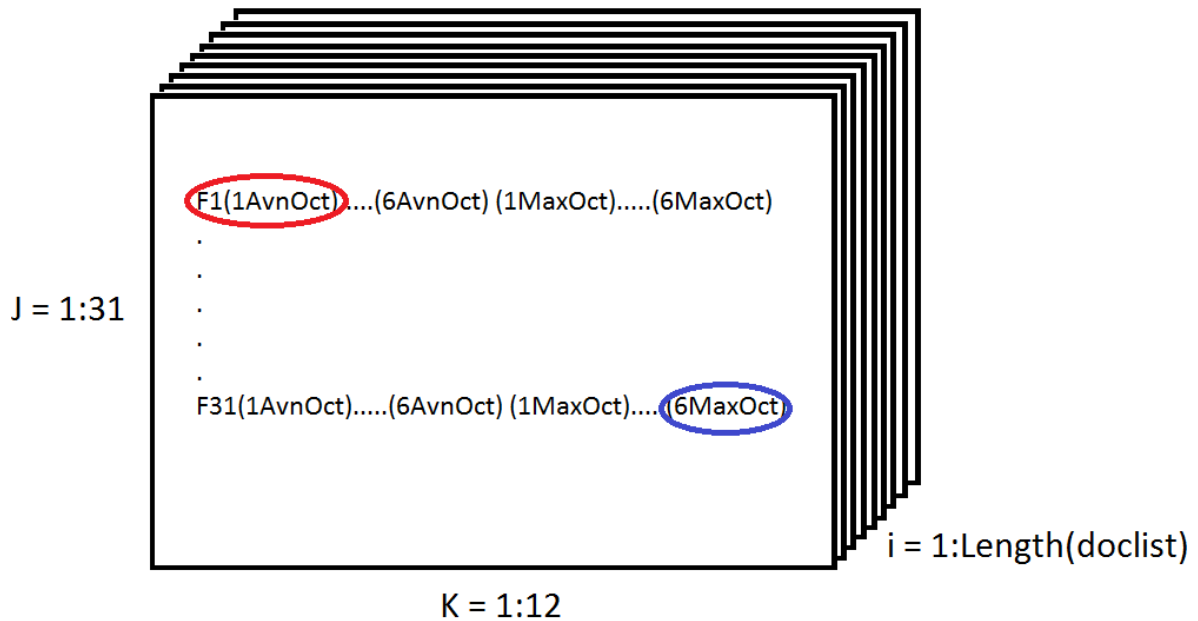 F1(1AvnOct).....(6AvnOct) (1MaxOct).....(6MaxOct)
.
.
J = 1:31
.
.
.
F31(1AvnOct).....(6AvnOct) (1MaxOct).....(6MaxOct)
i = 1:Length(doclist)
K = 1:12